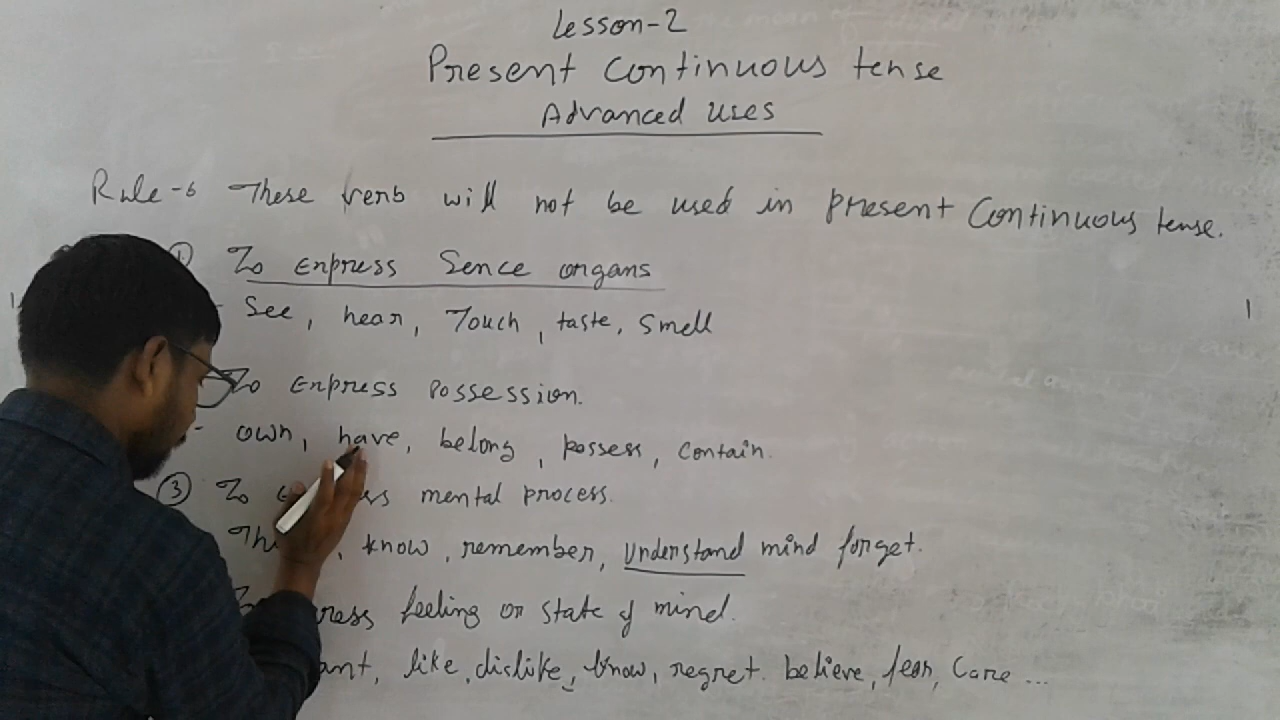 Lesson-2
Present Continuous tense
Advanced uses
Rule-6 These verb will not be used in present Continuous tense.
① To Express Sence organs
- See, hear, Touch, taste, Smell
To Express Possession.
- own, have, belong, possess, contain.
③ To mental process.
, know, remember, understand mind forget.
feeling or state of mind.
like, dislike, know, regret. believe, fear, Care ...